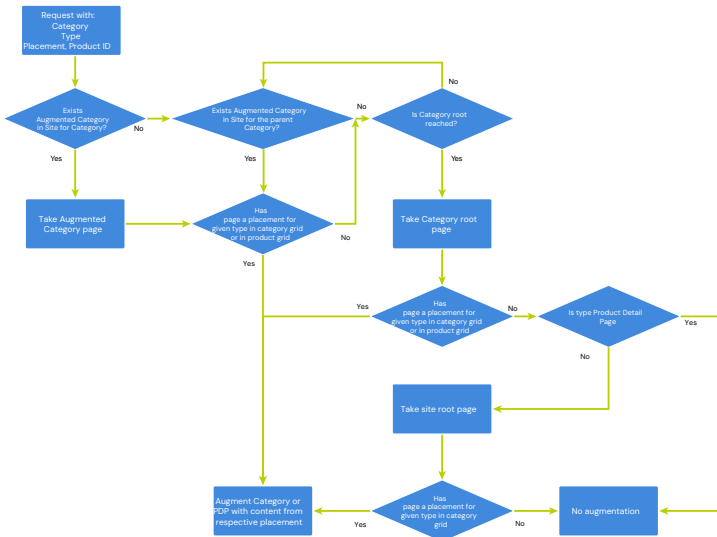 Request with:
Category
Type
Placement, Product ID
No
Exists
Augmented Category
in Site for Category?
No
Exists Augmented Category
in Site for the parent
Category?
No
Is Category root
reached?
Yes
Yes
Yes
Take Augmented
Category page
Has
page a placement for
given type in category grid
or in product grid
No
Take Category root
page
Yes
Yes
Has
page a placement for
given type in category grid
or in product grid
No
Is type Product Detail
Page
Yes
No
Take site root page
Augment Category or
PDP with content from
respective placement
Yes
Has
page a placement for
given type in category
grid
No
No augmentation